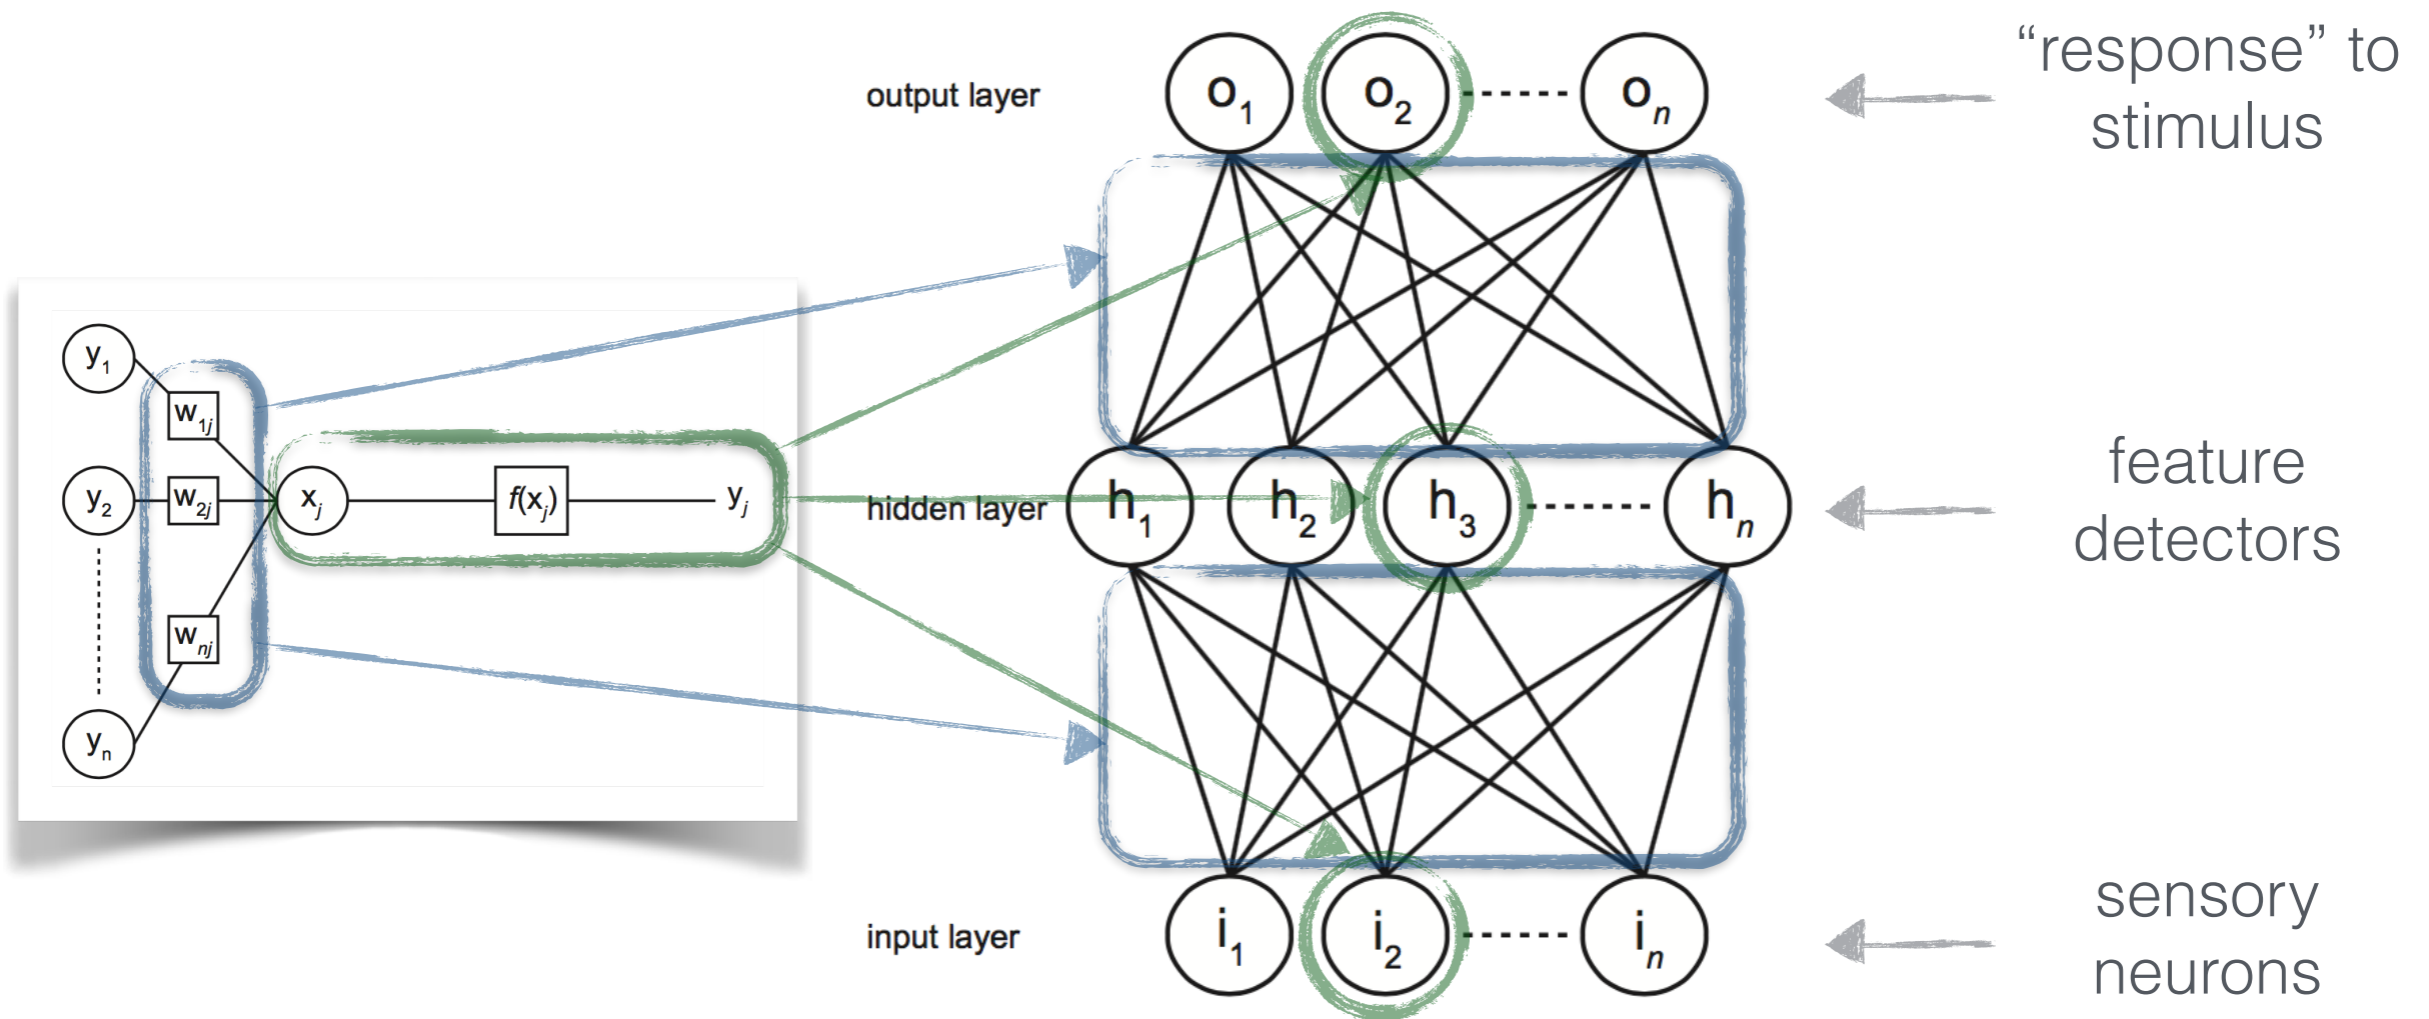 output layer
o1
o2
on
“response” to
stimulus
y1
w1j
y2
w2j
xj
f(xj)
yj
wnj
yn
hidden layer
h1
h2
h3
hn
feature
detectors
input layer
i1
i2
in
sensory
neurons